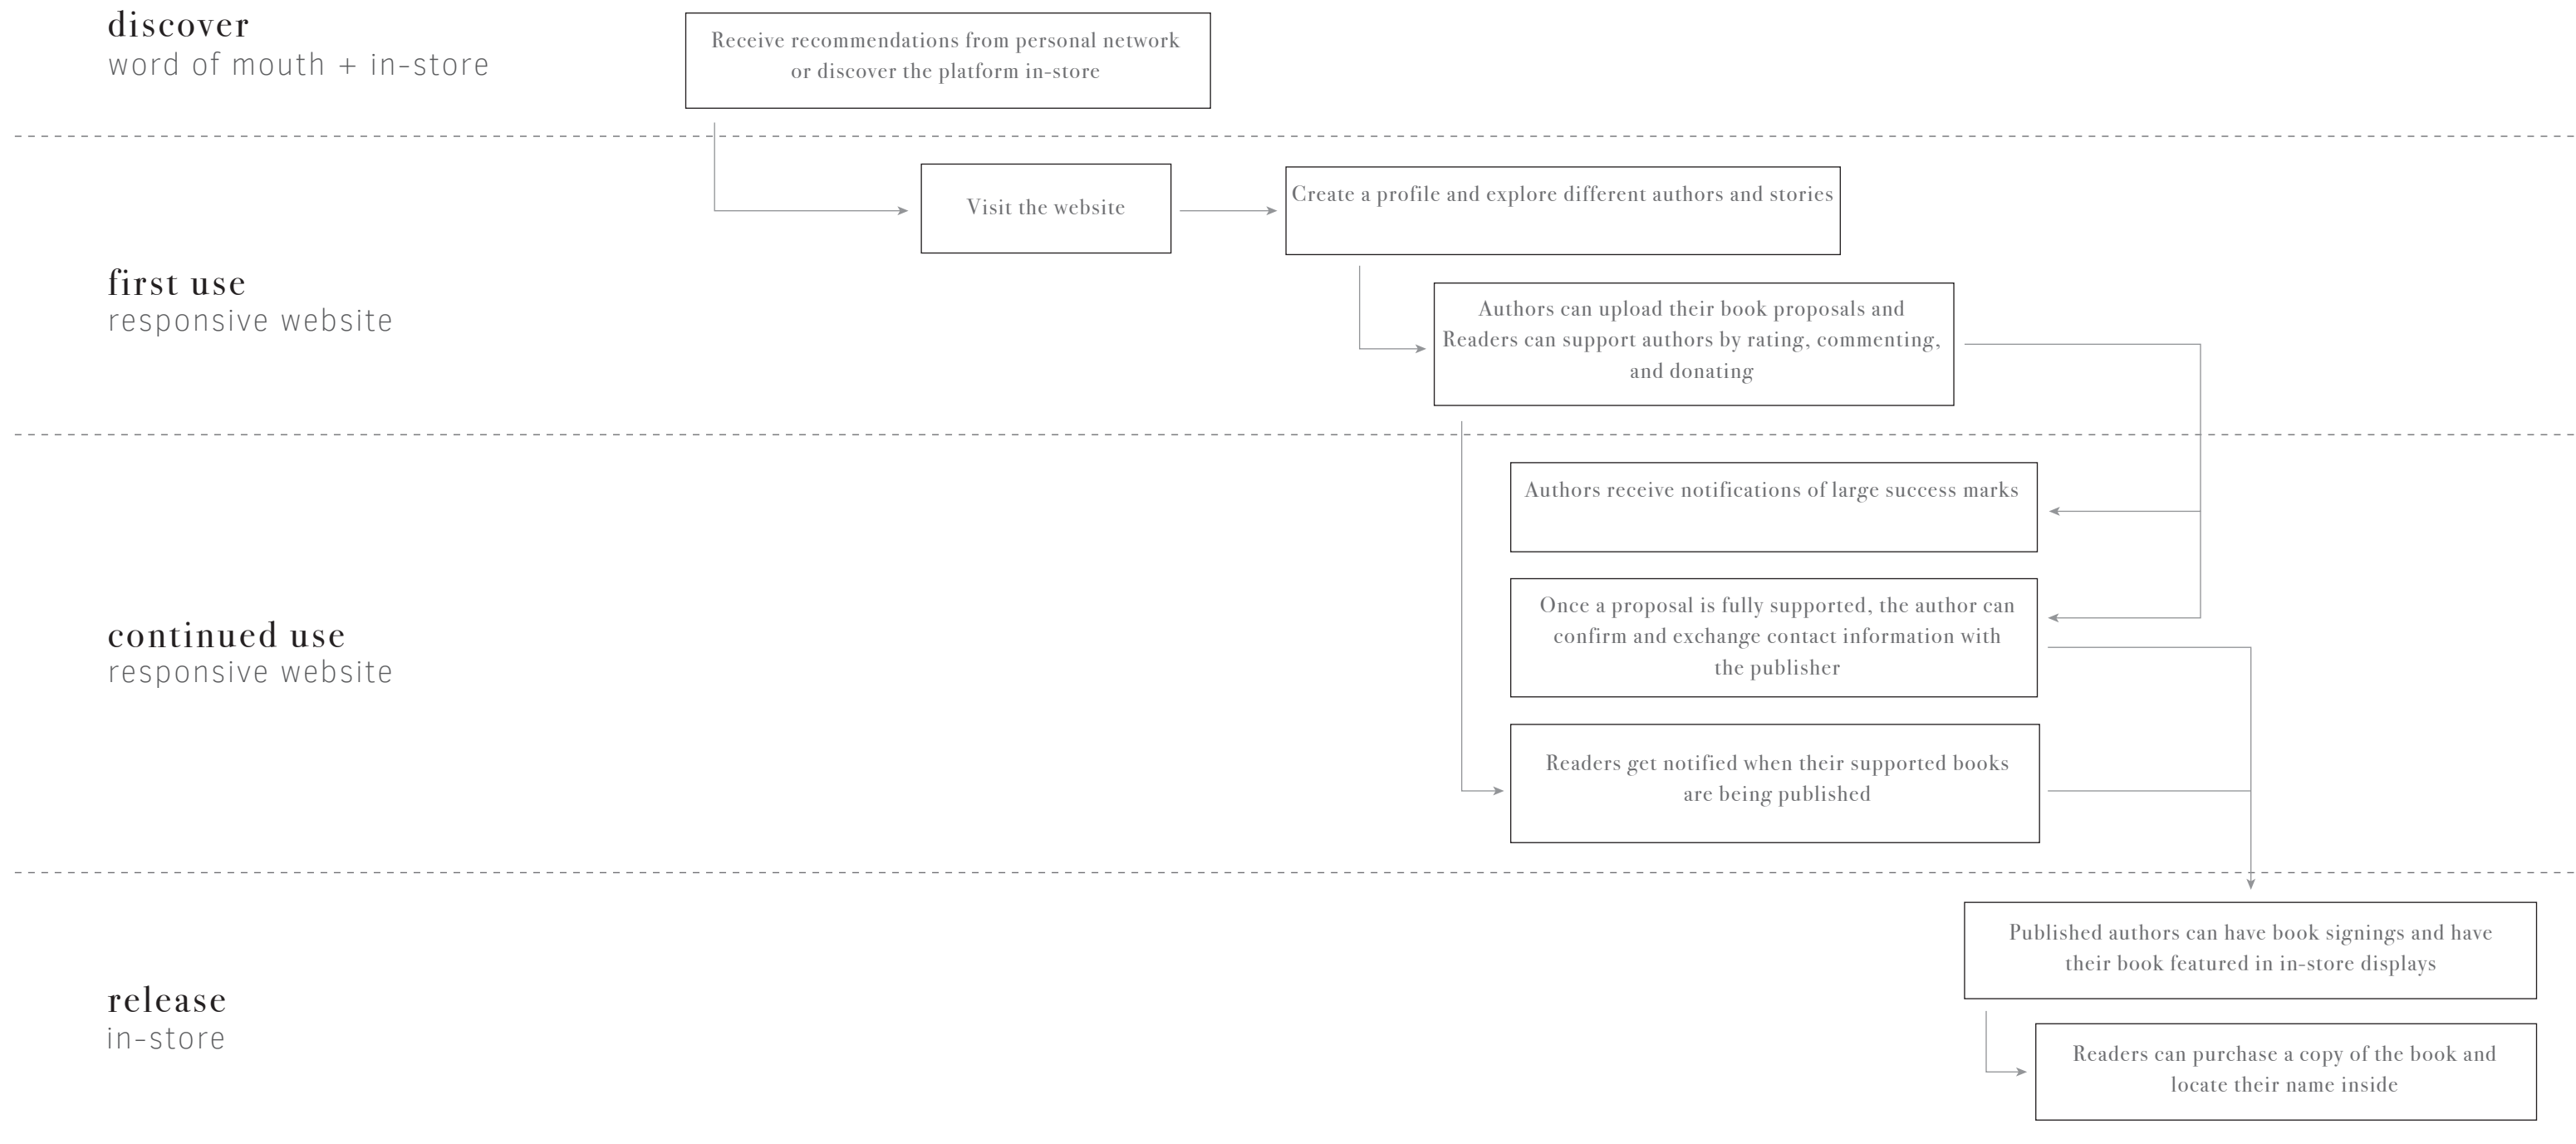 discover
word of mouth + in-store
Receive recommendations from personal network
or discover the platform in-store
first use
responsive website
Visit the website
Create a profile and explore different authors and stories
Authors can upload their book proposals and
Readers can support authors by rating, commenting,
and donating
continued use
responsive website
Authors receive notifications of large success marks
Once a proposal is fully supported, the author can
confirm and exchange contact information with
the publisher
Readers get notified when their supported books
are being published
release
in-store
Published authors can have book signings and have
their book featured in in-store displays
Readers can purchase a copy of the book and
locate their name inside